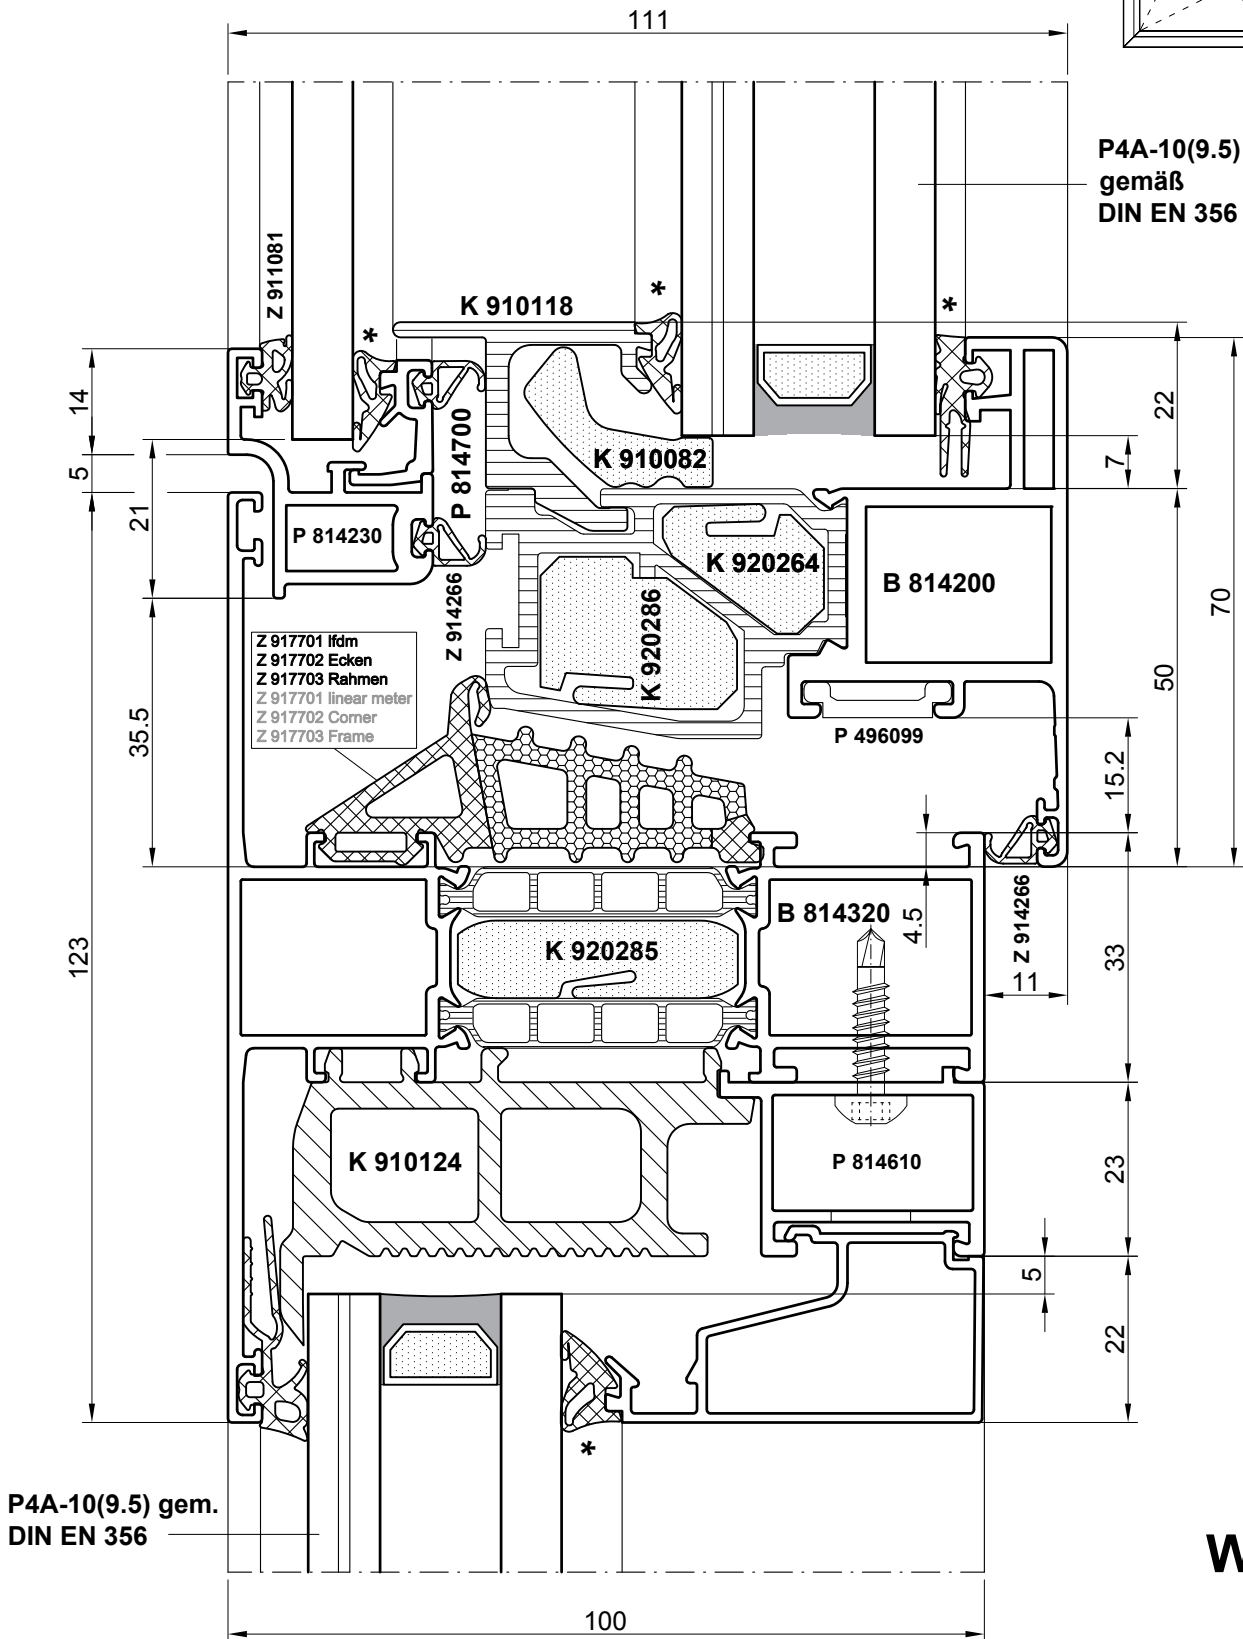 111
P4A-10(9.5)
gemäß
DIN EN 356
Z 911081
*
K 910118
*
*
14
5
21
35.5
123
P 814700
K 910082
22
7
P 814230
K 920264
B 814200
70
50
Z 914266
K 920286
Z 917701 lfdm
Z 917702 Ecken
Z 917703 Rahmen
Z 917701 linear meter
Z 917702 Corner
Z 917703 Frame
P 496099
15.2
B 814320
4.5
Z 914266
K 920285
11
33
K 910124
P 814610
23
5
22
*
P4A-10(9.5) gem.
DIN EN 356
W
100